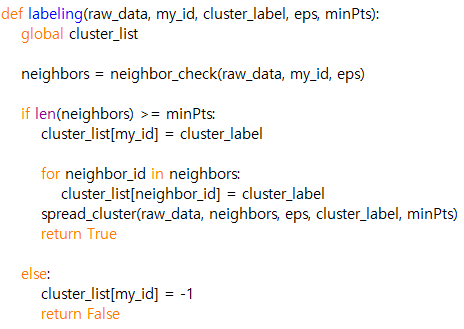 def labeling(raw_data, my_id, cluster_label, eps, minPts):
    global cluster_list
    neighbors = neighbor_check(raw_data, my_id, eps)
    if len(neighbors) >= minPts:
        cluster_list[my_id] = cluster_label
        for neighbor_id in neighbors:
            cluster_list[neighbor_id] = cluster_label
        spread_cluster(raw_data, neighbors, eps, cluster_label, minPts)
        return True
    else:
        cluster_list[my_id] = -1
        return False